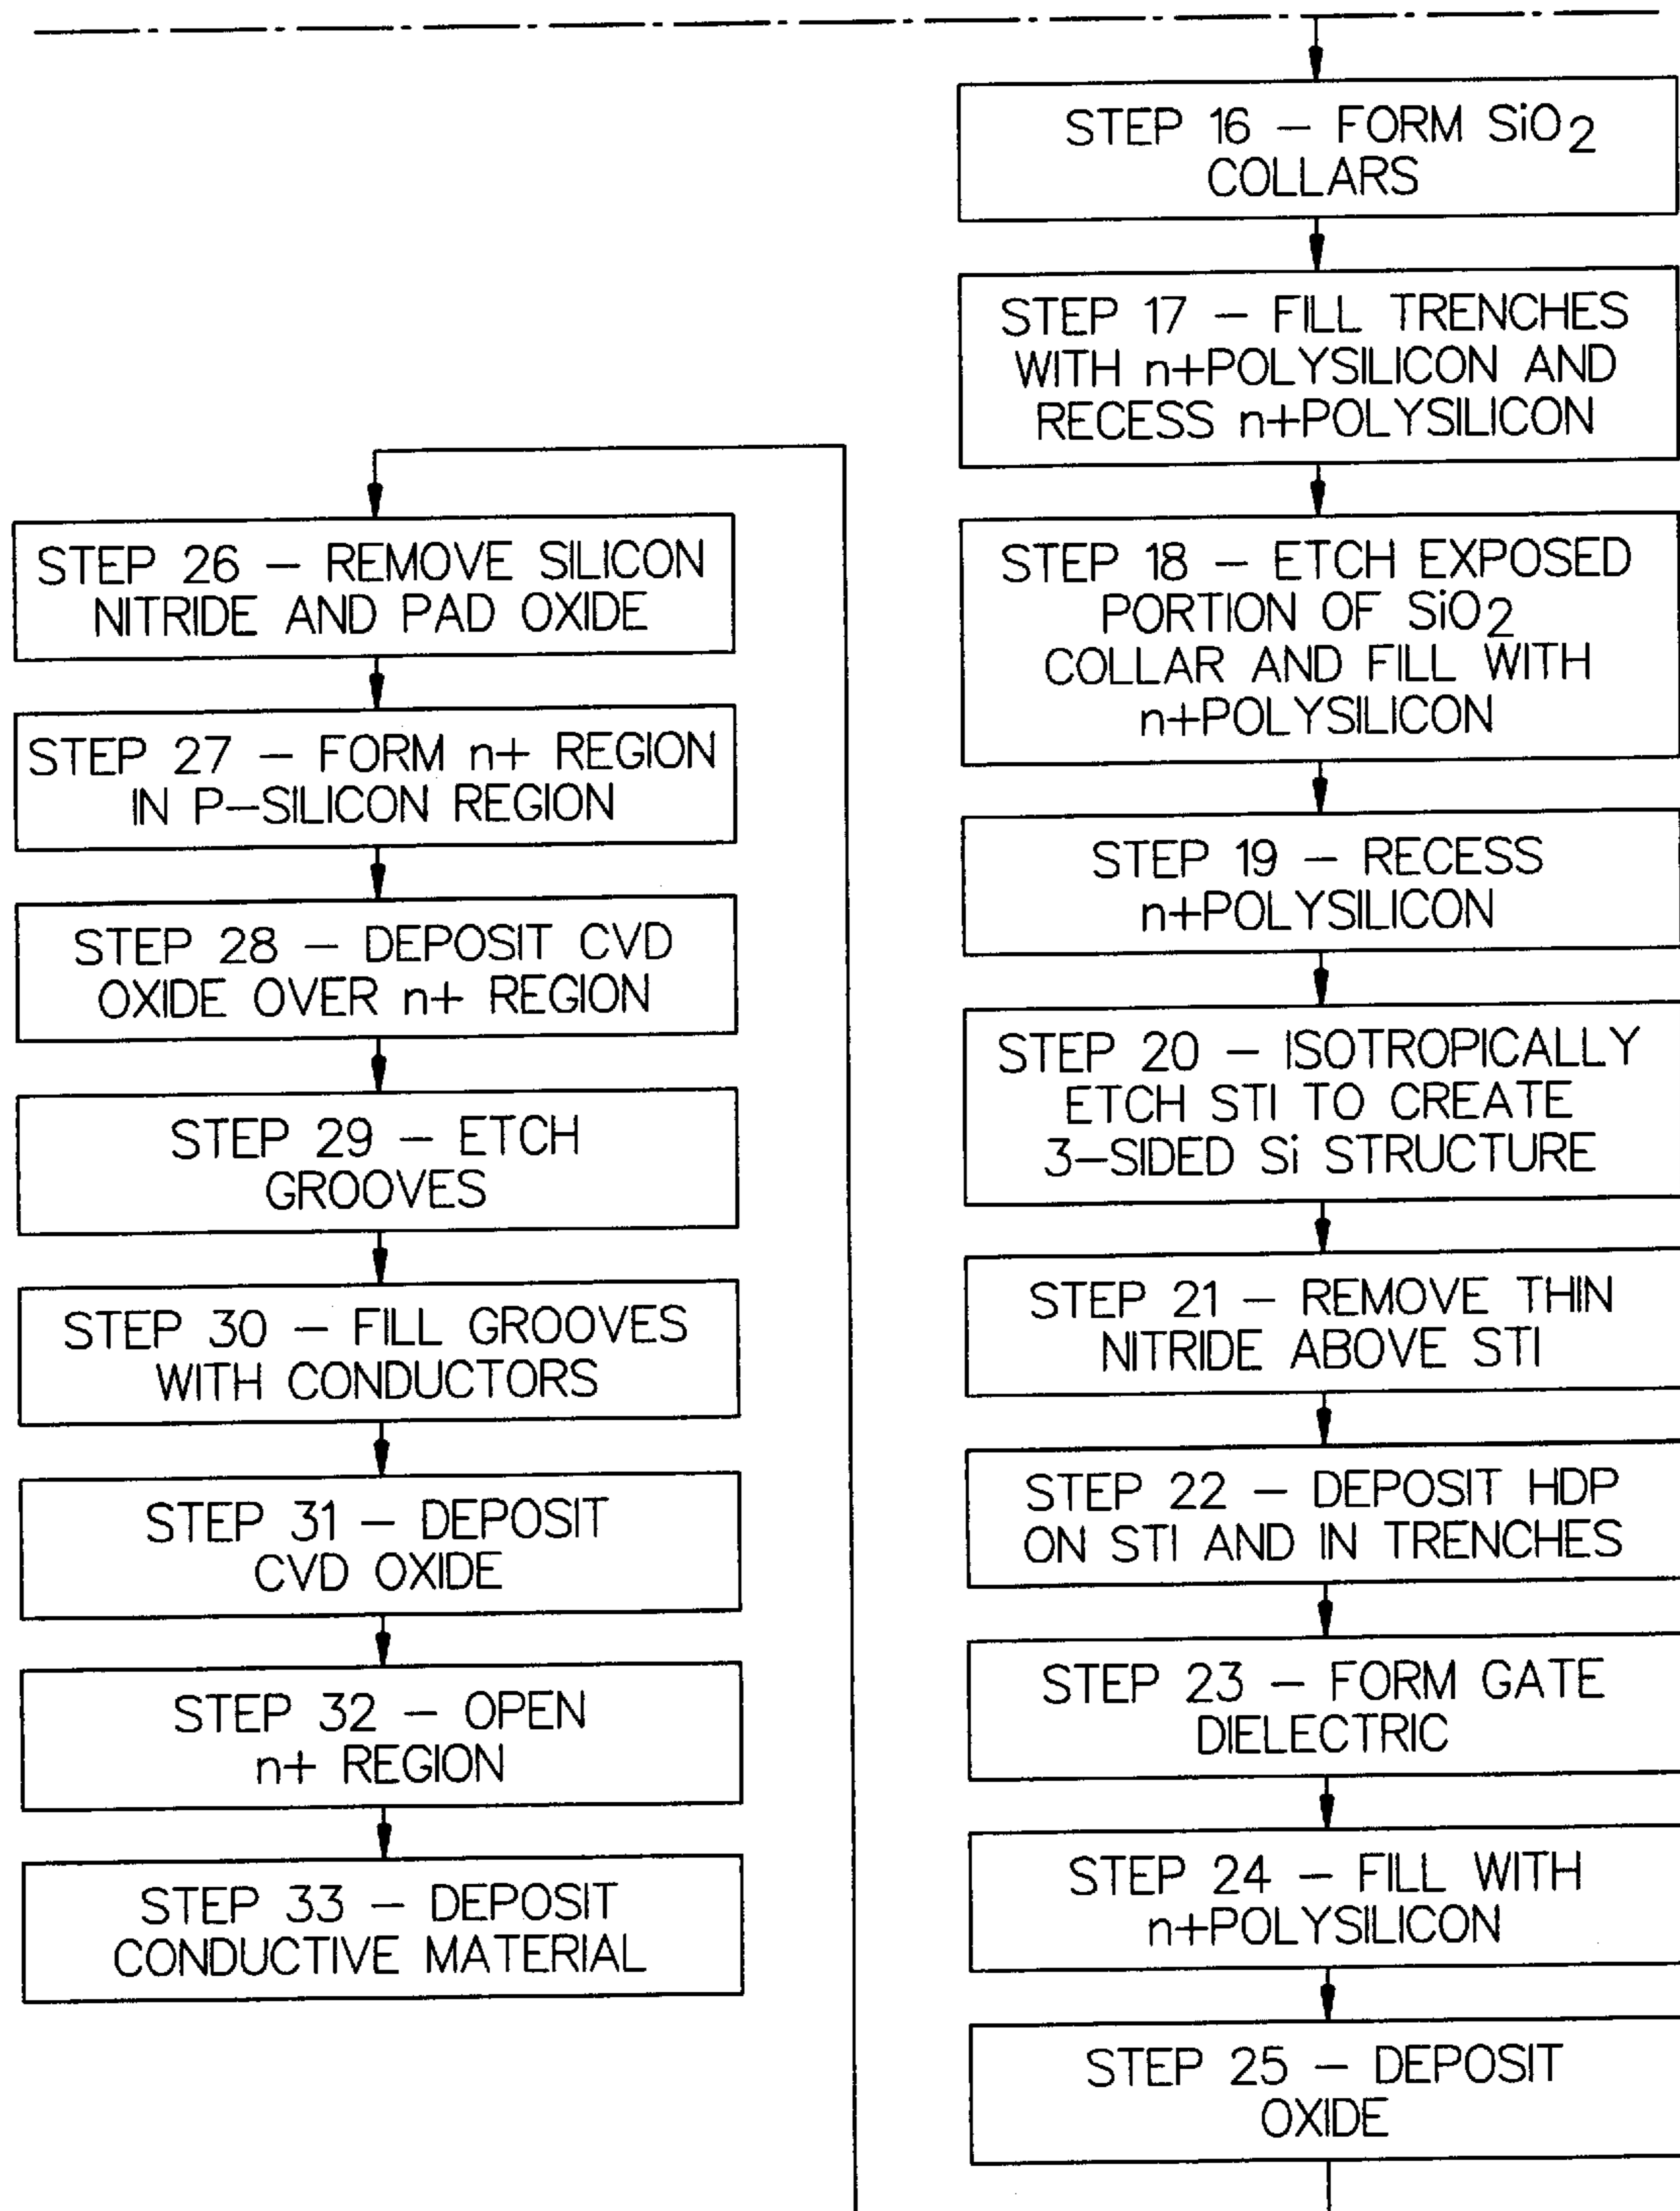 STEP 16 – FORM SiO2
COLLARS
STEP 17 – FILL TRENCHES
WITH n+POLYSILICON AND
RECESS n+POLYSILICON
STEP 18 – ETCH EXPOSED
PORTION OF SiO2
COLLAR AND FILL WITH
n+POLYSILICON
STEP 19 – RECESS
n+POLYSILICON
STEP 20 – ISOTROPICALLY
ETCH STI TO CREATE
3–SIDED Si STRUCTURE
STEP 21 – REMOVE THIN
NITRIDE ABOVE STI
STEP 22 – DEPOSIT HDP
ON STI AND IN TRENCHES
STEP 23 – FORM GATE
DIELECTRIC
STEP 24 – FILL WITH
n+POLYSILICON
STEP 25 – DEPOSIT
OXIDE
STEP 26 – REMOVE SILICON
NITRIDE AND PAD OXIDE
STEP 27 – FORM n+ REGION
IN P–SILICON REGION
STEP 28 – DEPOSIT CVD
OXIDE OVER n+ REGION
STEP 29 – ETCH
GROOVES
STEP 30 – FILL GROOVES
WITH CONDUCTORS
STEP 31 – DEPOSIT
CVD OXIDE
STEP 32 – OPEN
n+ REGION
STEP 33 – DEPOSIT
CONDUCTIVE MATERIAL